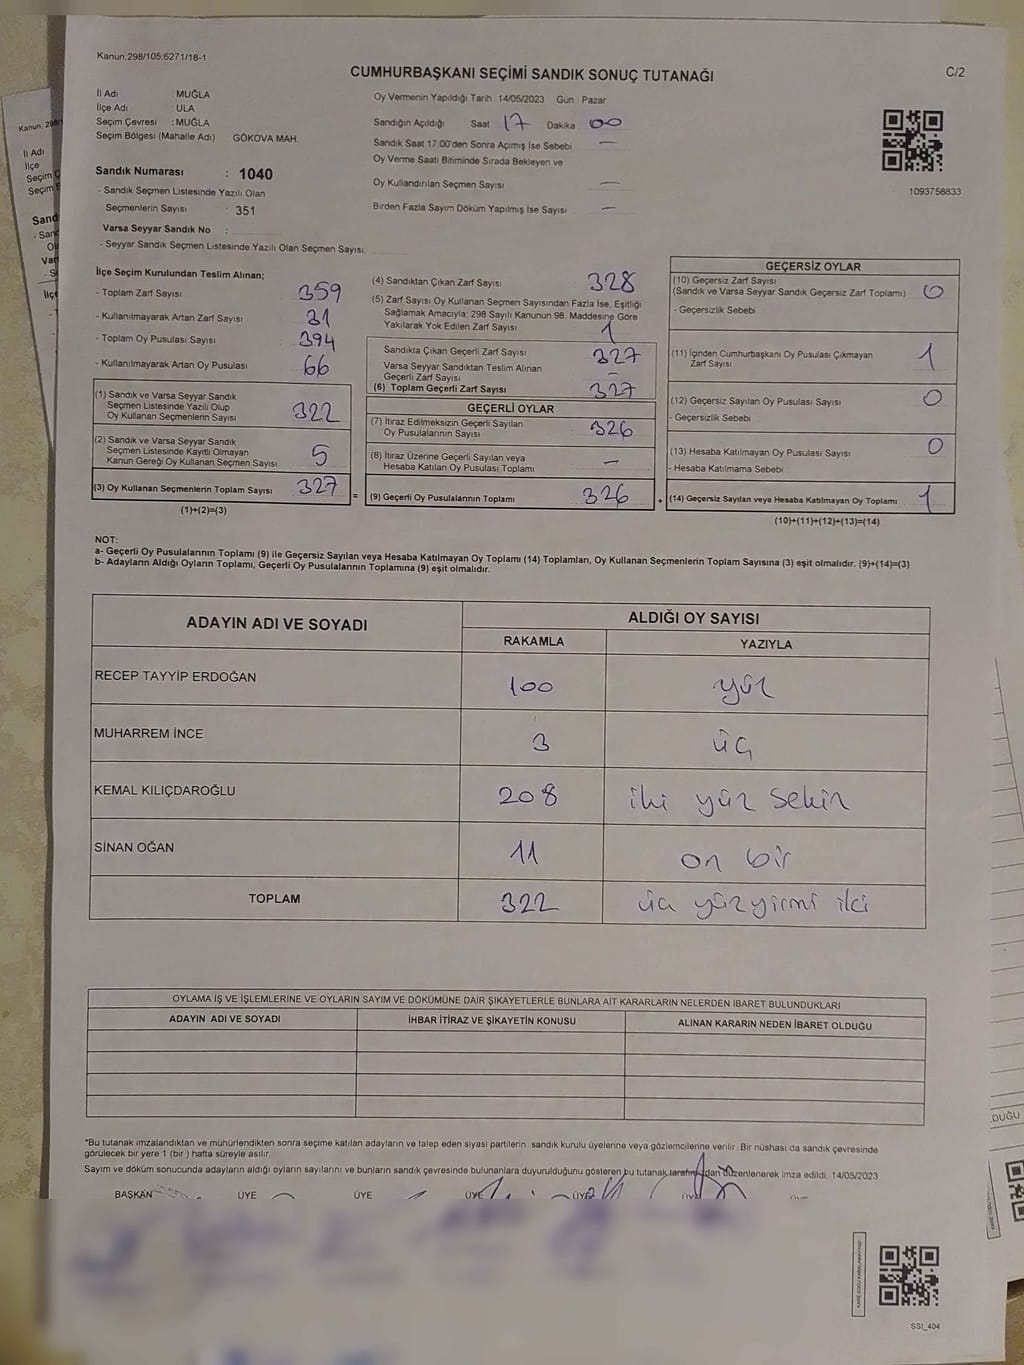 Kanun;298/105;6271/18-1
CUMHURBAŞKANI SEÇİMİ SANDIK SONUÇ TUTANAĞI
C/2
İl Adı : MUĞLA
İlçe Adı : ULA
Seçim Çevresi : MUĞLA
Seçim Bölgesi (Mahalle Adı) GÖKOVA MAH.
Sandık Numarası : 1040
- Sandık Seçmen Listesinde Yazılı Olan
Seçmenlerin Sayısı : 351
Varsa Seyyar Sandık No :
- Seyyar Sandık Seçmen Listesinde Yazılı Olan Seçmen Sayısı:
Oy Vermenin Yapıldığı Tarih : 14/05/2023 Gün : Pazar
Sandığın Açıldığı Saat 17 Dakika 00
Sandık Saat 17:00'den Sonra Açımış İse Sebebi —
Oy Verme Saati Bitiminde Sırada Bekleyen ve
Oy Kullandırılan Seçmen Sayısı —
Birden Fazla Sayım Döküm Yapılmış İse Sayısı —
1093758833
İlçe Seçim Kurulundan Teslim Alınan;
- Toplam Zarf Sayısı 359
- Kullanılmayarak Artan Zarf Sayısı 31
- Toplam Oy Pusulası Sayısı 394
- Kullanılmayarak Artan Oy Pusulası 66
(1) Sandık ve Varsa Seyyar Sandık
Seçmen Listesinde Yazılı Olup
Oy Kullanan Seçmenlerin Sayısı 322
(2) Sandık ve Varsa Seyyar Sandık
Seçmen Listesinde Kayıtlı Olmayan
Kanun Gereği Oy Kullanan Seçmen Sayısı 5
(3) Oy Kullanan Seçmenlerin Toplam Sayısı 327
(1)+(2)=(3)
(4) Sandıktan Çıkan Zarf Sayısı 328
(5) Zarf Sayısı Oy Kullanan Seçmen Sayısından Fazla İse, Eşitliği
Sağlamak Amacıyla, 298 Sayılı Kanunun 98. Maddesine Göre
Yakılarak Yok Edilen Zarf Sayısı 1
Sandıkta Çıkan Geçerli Zarf Sayısı 327
Varsa Seyyar Sandıktan Teslim Alınan
Geçerli Zarf Sayısı —
(6) Toplam Geçerli Zarf Sayısı 327
GEÇERLİ OYLAR
(7) İtiraz Edilmeksizin Geçerli Sayılan
Oy Pusulalarının Sayısı 326
(8) İtiraz Üzerine Geçerli Sayılan veya
Hesaba Katılan Oy Pusulası Toplamı —
= (9) Geçerli Oy Pusulalarının Toplamı 326
GEÇERSİZ OYLAR
(10) Geçersiz Zarf Sayısı
(Sandık ve Varsa Seyyar Sandık Geçersiz Zarf Toplamı) 0
- Geçersizlik Sebebi
(11) İçinden Cumhurbaşkanı Oy Pusulası Çıkmayan
Zarf Sayısı 1
(12) Geçersiz Sayılan Oy Pusulası Sayısı 0
- Geçersizlik Sebebi
(13) Hesaba Katılmayan Oy Pusulası Sayısı 0
- Hesaba Katılmama Sebebi
+ (14) Geçersiz Sayılan veya Hesaba Katılmayan Oy Toplamı 1
(10)+(11)+(12)+(13)=(14)
NOT:
a- Geçerli Oy Pusulalarının Toplamı (9) ile Geçersiz Sayılan veya Hesaba Katılmayan Oy Toplamı (14) Toplamları, Oy Kullanan Seçmenlerin Toplam Sayısına (3) eşit olmalıdır. (9)+(14)=(3)
b- Adayların Aldığı Oyların Toplamı, Geçerli Oy Pusulalarının Toplamına (9) eşit olmalıdır.
ADAYIN ADI VE SOYADI ALDIĞI OY SAYISI
RAKAMLA YAZIYLA
RECEP TAYYİP ERDOĞAN 100 yüz
MUHARREM İNCE 3 üç
KEMAL KILIÇDAROĞLU 208 iki yüz sekiz
SİNAN OĞAN 11 on bir
TOPLAM 322 üç yüzyirmi iki
OYLAMA İŞ VE İŞLEMLERİNE VE OYLARIN SAYIM VE DÖKÜMÜNE DAİR ŞİKAYETLERLE BUNLARA AİT KARARLARIN NELERDEN İBARET BULUNDUKLARI
ADAYIN ADI VE SOYADI İHBAR İTİRAZ VE ŞİKAYETİN KONUSU ALINAN KARARIN NEDEN İBARET OLDUĞU
*Bu tutanak imzalandıktan ve mühürlendikten sonra seçime katılan adayların ve talep eden siyasi partilerin sandık kurulu üyelerine veya gözlemcilerine verilir. Bir nüshası da sandık çevresinde
görülecek bir yere 1 (bir ) hafta süreyle asılır.
Sayım ve döküm sonucunda adayların aldığı oyların sayılarını ve bunların sandık çevresinde bulunanlara duyurulduğunu gösteren bu tutanak tarafımızdan düzenlenerek imza edildi. 14/05/2023
BAŞKAN ÜYE ÜYE ÜYE ÜYE
SSI_404